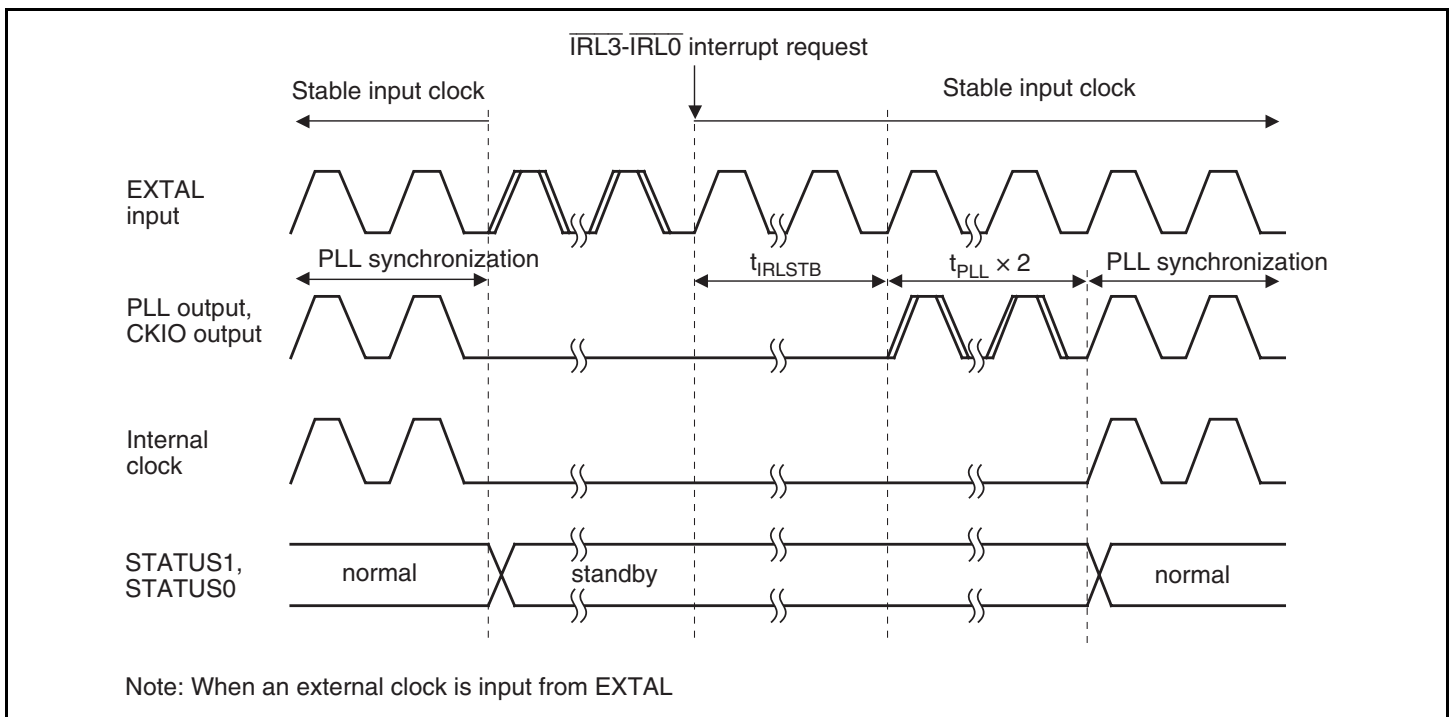 IRL3-IRL0 interrupt request
Stable input clock
Stable input clock
EXTAL
input
PLL synchronization
tIRLSTB
tPLL × 2
PLL synchronization
PLL output,
CKIO output
Internal
clock
STATUS1,
STATUS0
normal
standby
normal
Note: When an external clock is input from EXTAL